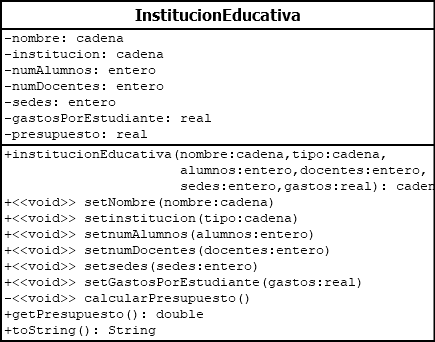 InstitucionEducativa
-nombre: cadena
-institucion: cadena
-numAlumnos: entero
-numDocentes: entero
-sedes: entero
-gastosPorEstudiante: real
-presupuesto: real
+institucionEducativa(nombre:cadena,tipo:cadena,
alumnos:entero,docentes:entero,
sedes:entero,gastos:real): caden
+<<void>> setNombre(nombre:cadena)
+<<void>> setinstitucion(tipo:cadena)
+<<void>> setnumAlumnos(alumnos:entero)
+<<void>> setnumDocentes(docentes:entero)
+<<void>> setsedes(sedes:entero)
+<<void>> setGastosPorEstudiante(gastos:real)
-<<void>> calcularPresupuesto()
+getPresupuesto(): double
+toString(): String